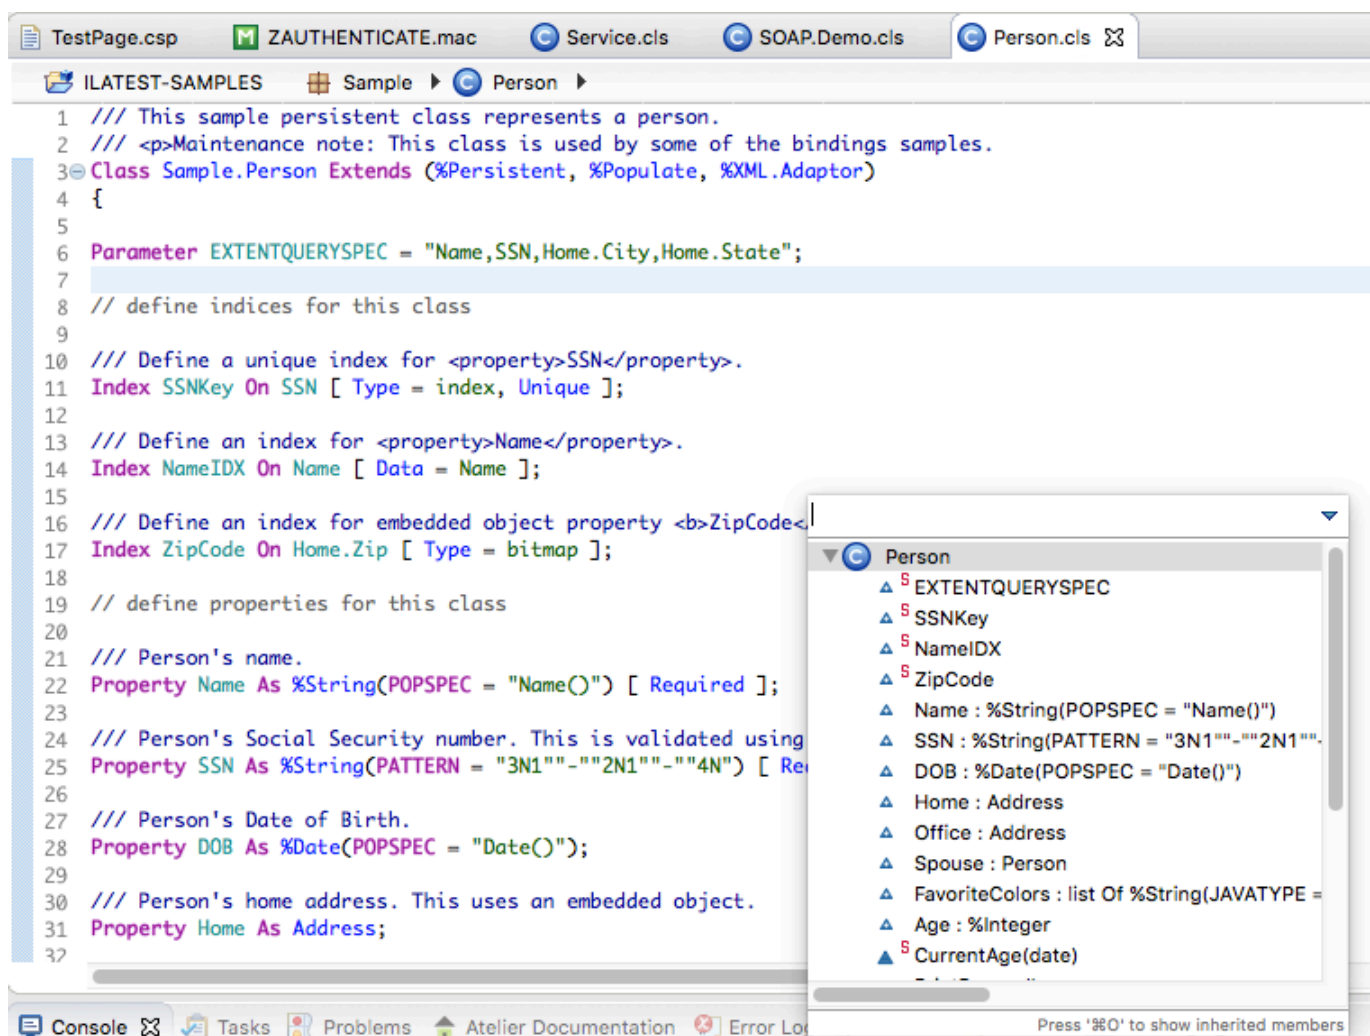 TestPage.csp ZAUTHENTICATE.mac Service.cls SOAP.Demo.cls Person.cls
ILATEST-SAMPLES Sample Person
1 /// This sample persistent class represents a person.
2 /// <p>Maintenance note: This class is used by some of the bindings samples.
3 Class Sample.Person Extends (%Persistent, %Populate, %XML.Adaptor)
4 {
5
6 Parameter EXTENTQUERYSPEC = "Name,SSN,Home.City,Home.State";
7
8 // define indices for this class
9
10 /// Define a unique index for <property>SSN</property>.
11 Index SSNKey On SSN [ Type = index, Unique ];
12
13 /// Define an index for <property>Name</property>.
14 Index NameIDX On Name [ Data = Name ];
15
16 /// Define an index for embedded object property <b>ZipCode<
17 Index ZipCode On Home.Zip [ Type = bitmap ];
18
19 // define properties for this class
20
21 /// Person's name.
22 Property Name As %String(POPSPEC = "Name()") [ Required ];
23
24 /// Person's Social Security number. This is validated using
25 Property SSN As %String(PATTERN = "3N1""-""2N1""-""4N") [ Re
26
27 /// Person's Date of Birth.
28 Property DOB As %Date(POPSPEC = "Date()");
29
30 /// Person's home address. This uses an embedded object.
31 Property Home As Address;
32
Person
S EXTENTQUERYSPEC
S SSNKey
S NameIDX
S ZipCode
Name : %String(POPSPEC = "Name()")
SSN : %String(PATTERN = "3N1""-""2N1""-
DOB : %Date(POPSPEC = "Date()")
Home : Address
Office : Address
Spouse : Person
FavoriteColors : list Of %String(JAVATYPE =
Age : %Integer
S CurrentAge(date)
Press '⌘O' to show inherited members
Console Tasks Problems Atelier Documentation Error Lo